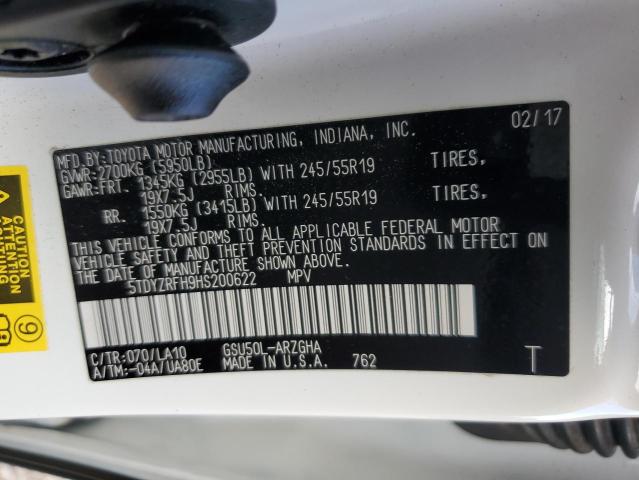 02/17
MFD.BY:TOYOTA MOTOR MANUFACTURING, INDIANA, INC.
GVWR:2700KG (5950LB)
GAWR:FRT. 1345KG (2955LB) WITH 245/55R19 TIRES,
19X7.5J RIMS.
RR. 1550KG (3415LB) WITH 245/55R19 TIRES,
19X7.5J RIMS.
THIS VEHICLE CONFORMS TO ALL APPLICABLE FEDERAL MOTOR
VEHICLE SAFETY AND THEFT PREVENTION STANDARDS IN EFFECT ON
THE DATE OF MANUFACTURE SHOWN ABOVE.
5TDYZRFH9HS200622 MPV
C/TR:070/LA10 GSU50L-ARZGHA
A/TM:-04A/UA80E MADE IN U.S.A. 762 T
CAUTION
ATTENTION
9